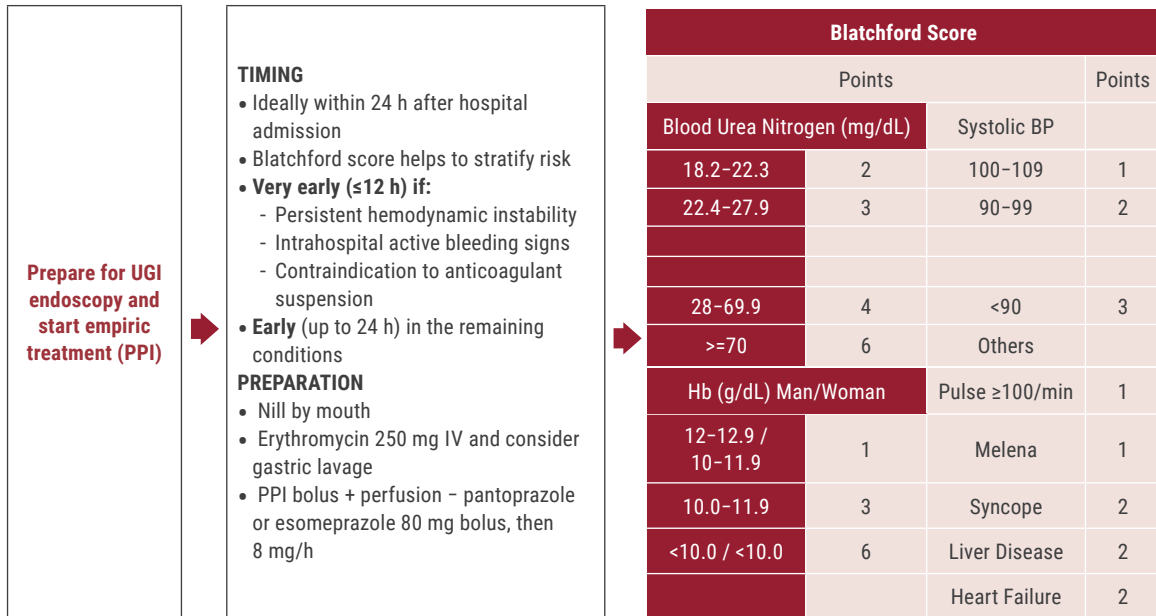 Prepare for UGI
endoscopy and
start empiric
treatment (PPI)
TIMING
• Ideally within 24 h after hospital
admission
• Blatchford score helps to stratify risk
• Very early (≤12 h) if:
- Persistent hemodynamic instability
- Intrahospital active bleeding signs
- Contraindication to anticoagulant
suspension
• Early (up to 24 h) in the remaining
conditions
PREPARATION
• Nill by mouth
• Erythromycin 250 mg IV and consider
gastric lavage
• PPI bolus + perfusion – pantoprazole
or esomeprazole 80 mg bolus, then
8 mg/h
Blatchford Score
Points Points
Blood Urea Nitrogen (mg/dL) Systolic BP
18.2–22.3 2 100–109 1
22.4–27.9 3 90–99 2
28–69.9 4 <90 3
>=70 6 Others
Hb (g/dL) Man/Woman Pulse ≥100/min 1
12–12.9 /
10–11.9 1 Melena 1
10.0–11.9 3 Syncope 2
<10.0 / <10.0 6 Liver Disease 2
Heart Failure 2